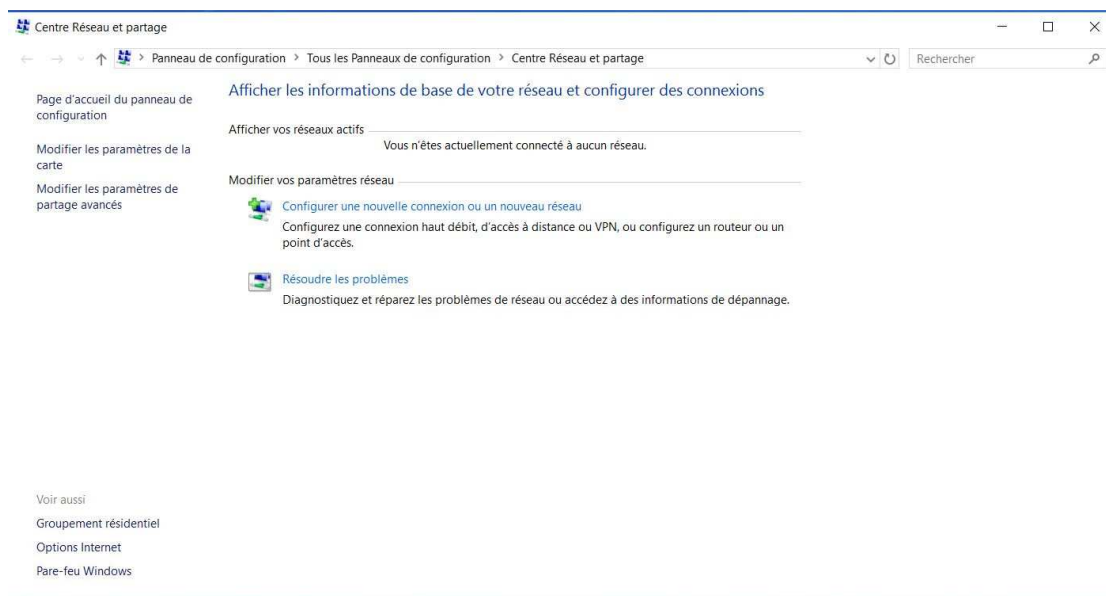 Centre Réseau et partage
Panneau de configuration > Tous les Panneaux de configuration > Centre Réseau et partage
Rechercher
Page d'accueil du panneau de
configuration
Modifier les paramètres de la
carte
Modifier les paramètres de
partage avancés
Afficher les informations de base de votre réseau et configurer des connexions
Afficher vos réseaux actifs
Vous n'êtes actuellement connecté à aucun réseau.
Modifier vos paramètres réseau
Configurer une nouvelle connexion ou un nouveau réseau
Configurez une connexion haut débit, d'accès à distance ou VPN, ou configurez un routeur ou un
point d'accès.
Résoudre les problèmes
Diagnostiquez et réparez les problèmes de réseau ou accédez à des informations de dépannage.
Voir aussi
Groupement résidentiel
Options Internet
Pare-feu Windows